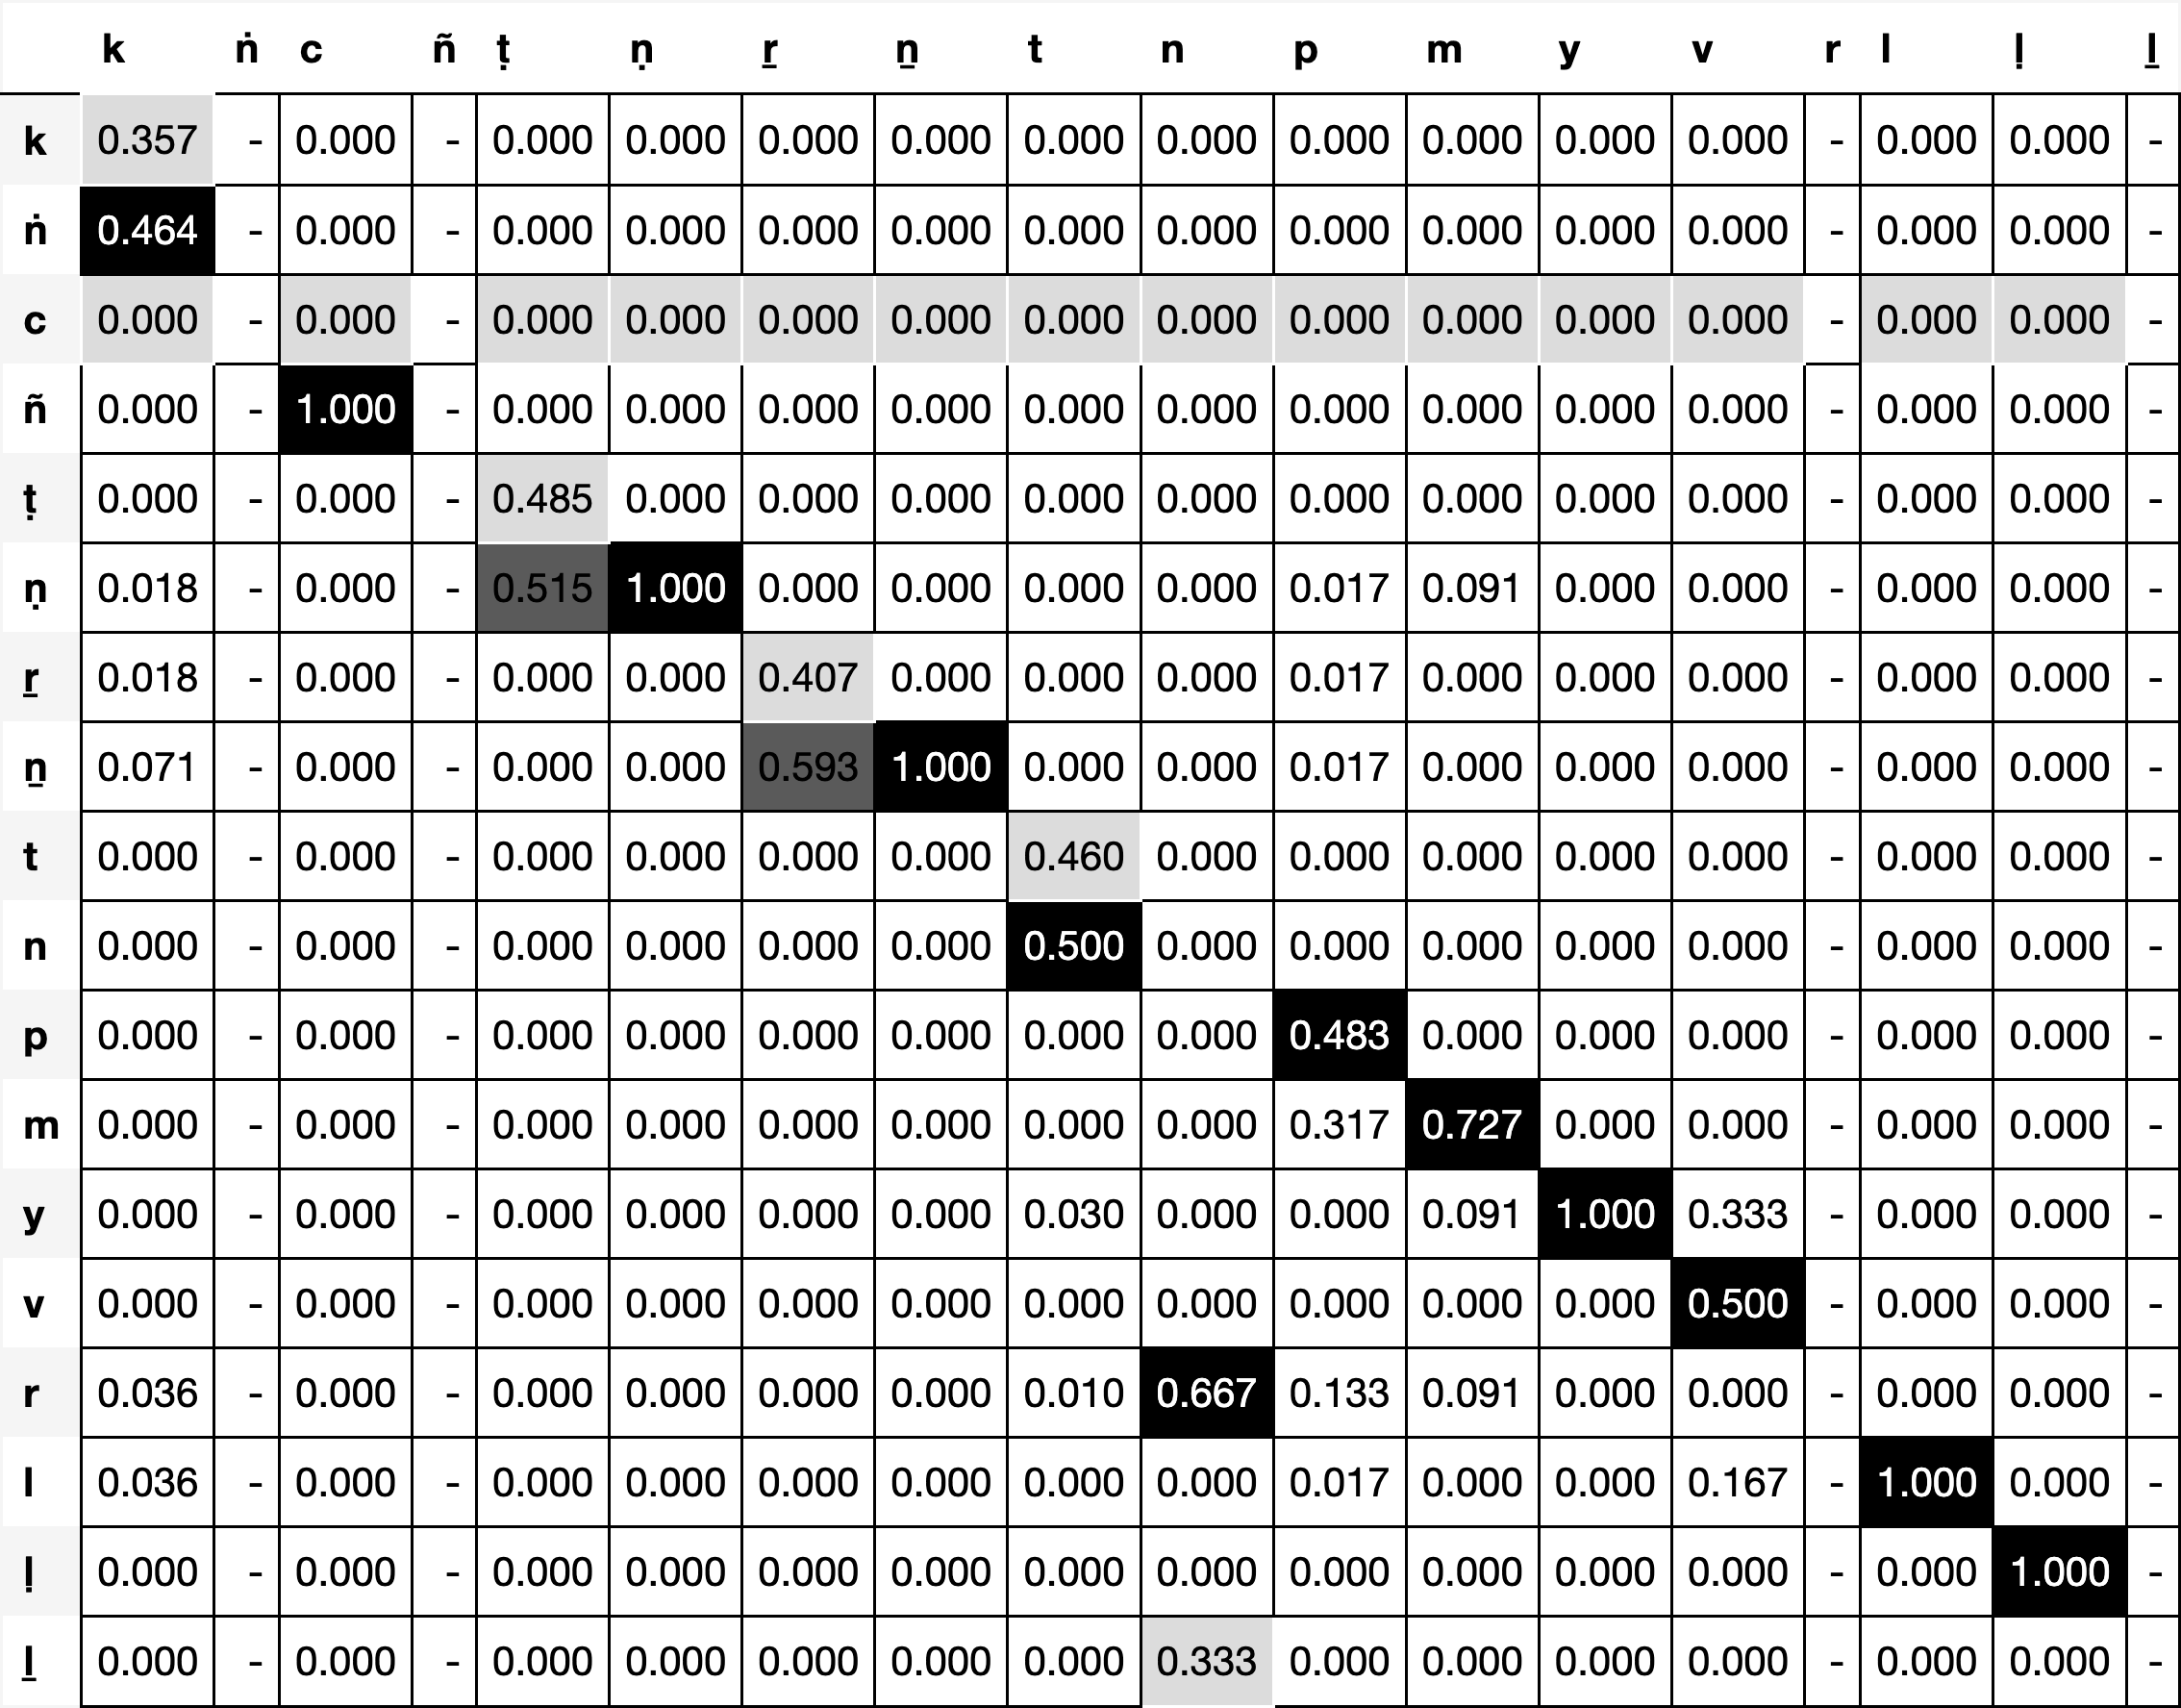 k ṅ c ñ ṭ ṇ ṟ ṉ t n p m y v r l ḷ ḻ
k 0.357 - 0.000 - 0.000 0.000 0.000 0.000 0.000 0.000 0.000 0.000 0.000 0.000 - 0.000 0.000 -
ṅ 0.464 - 0.000 - 0.000 0.000 0.000 0.000 0.000 0.000 0.000 0.000 0.000 0.000 - 0.000 0.000 -
c 0.000 - 0.000 - 0.000 0.000 0.000 0.000 0.000 0.000 0.000 0.000 0.000 0.000 - 0.000 0.000 -
ñ 0.000 - 1.000 - 0.000 0.000 0.000 0.000 0.000 0.000 0.000 0.000 0.000 0.000 - 0.000 0.000 -
ṭ 0.000 - 0.000 - 0.485 0.000 0.000 0.000 0.000 0.000 0.000 0.000 0.000 0.000 - 0.000 0.000 -
ṇ 0.018 - 0.000 - 0.515 1.000 0.000 0.000 0.000 0.000 0.017 0.091 0.000 0.000 - 0.000 0.000 -
ṟ 0.018 - 0.000 - 0.000 0.000 0.407 0.000 0.000 0.000 0.017 0.000 0.000 0.000 - 0.000 0.000 -
ṉ 0.071 - 0.000 - 0.000 0.000 0.593 1.000 0.000 0.000 0.017 0.000 0.000 0.000 - 0.000 0.000 -
t 0.000 - 0.000 - 0.000 0.000 0.000 0.000 0.460 0.000 0.000 0.000 0.000 0.000 - 0.000 0.000 -
n 0.000 - 0.000 - 0.000 0.000 0.000 0.000 0.500 0.000 0.000 0.000 0.000 0.000 - 0.000 0.000 -
p 0.000 - 0.000 - 0.000 0.000 0.000 0.000 0.000 0.000 0.483 0.000 0.000 0.000 - 0.000 0.000 -
m 0.000 - 0.000 - 0.000 0.000 0.000 0.000 0.000 0.000 0.317 0.727 0.000 0.000 - 0.000 0.000 -
y 0.000 - 0.000 - 0.000 0.000 0.000 0.000 0.030 0.000 0.000 0.091 1.000 0.333 - 0.000 0.000 -
v 0.000 - 0.000 - 0.000 0.000 0.000 0.000 0.000 0.000 0.000 0.000 0.000 0.500 - 0.000 0.000 -
r 0.036 - 0.000 - 0.000 0.000 0.000 0.000 0.010 0.667 0.133 0.091 0.000 0.000 - 0.000 0.000 -
l 0.036 - 0.000 - 0.000 0.000 0.000 0.000 0.000 0.000 0.017 0.000 0.000 0.167 - 1.000 0.000 -
ḷ 0.000 - 0.000 - 0.000 0.000 0.000 0.000 0.000 0.000 0.000 0.000 0.000 0.000 - 0.000 1.000 -
ḻ 0.000 - 0.000 - 0.000 0.000 0.000 0.000 0.000 0.333 0.000 0.000 0.000 0.000 - 0.000 0.000 -